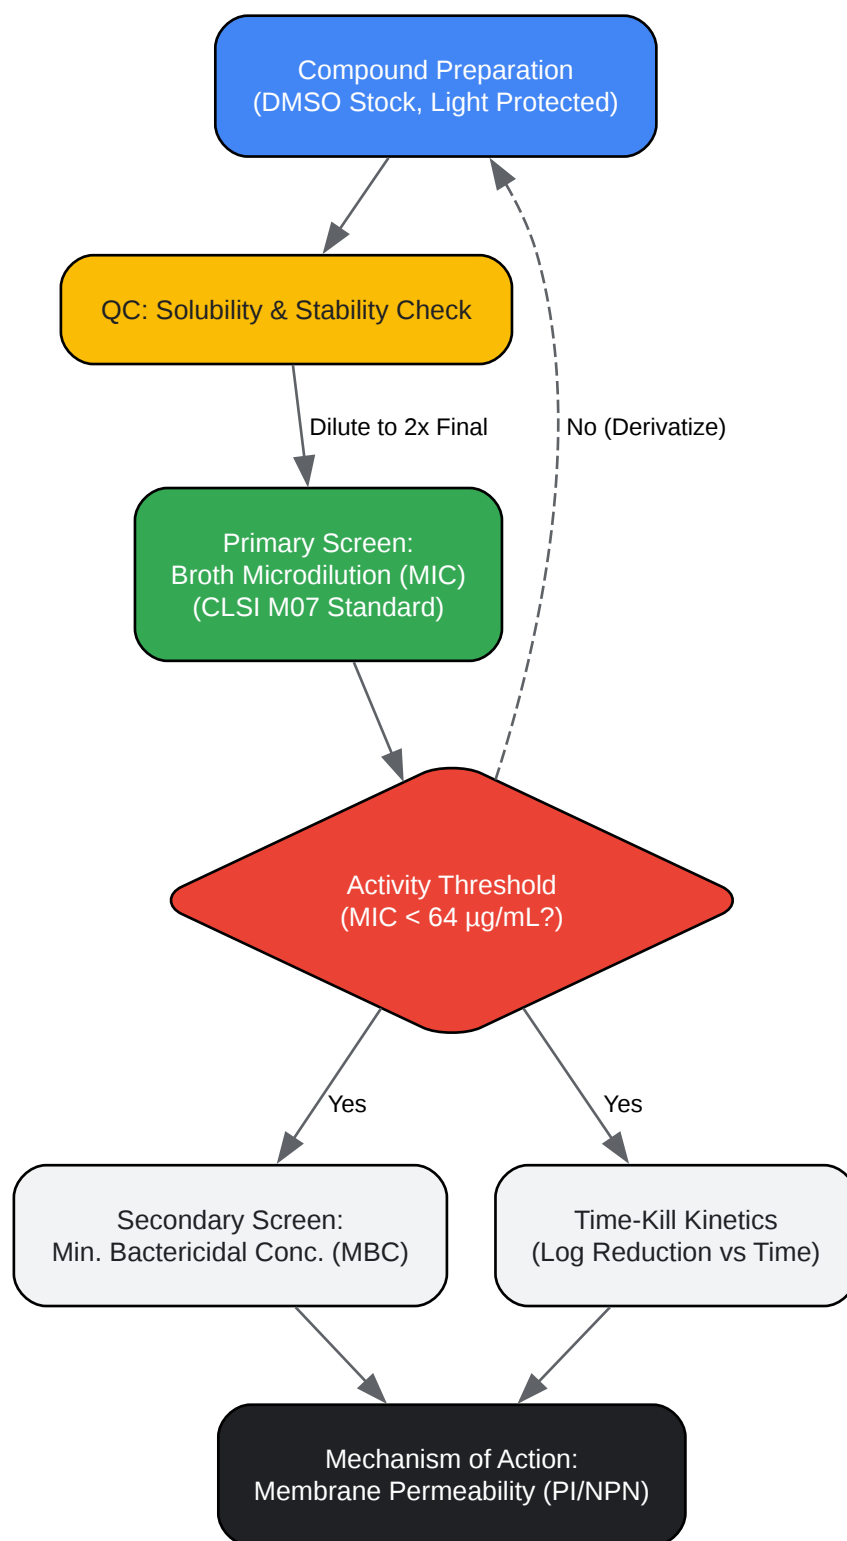 Compound Preparation
(DMSO Stock, Light Protected)
QC: Solubility & Stability Check
Dilute to 2x Final
No (Derivatize)
Primary Screen:
Broth Microdilution (MIC)
(CLSI M07 Standard)
Activity Threshold
(MIC < 64 µg/mL?)
Yes
Yes
Secondary Screen:
Min. Bactericidal Conc. (MBC)
Time-Kill Kinetics
(Log Reduction vs Time)
Mechanism of Action:
Membrane Permeability (PI/NPN)